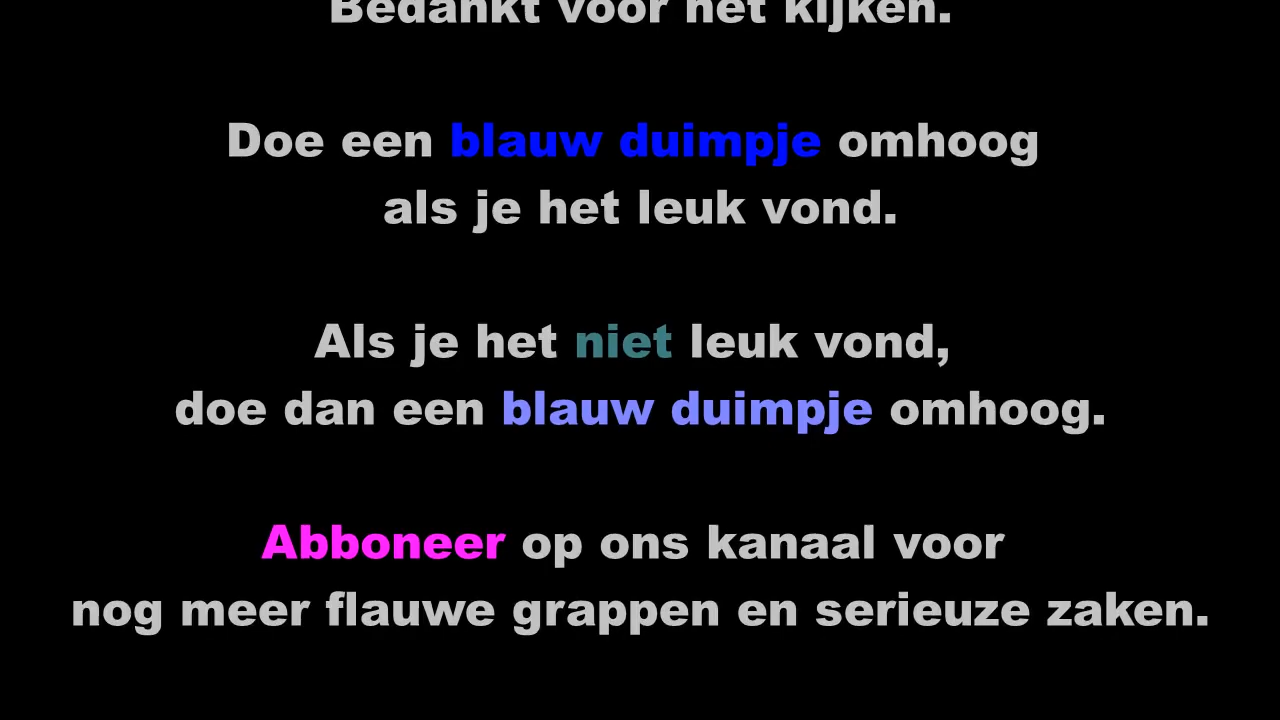 Bedankt voor het kijken.
Doe een blauw duimpje omhoog
als je het leuk vond.
Als je het niet leuk vond,
doe dan een blauw duimpje omhoog.
Abboneer op ons kanaal voor
nog meer flauwe grappen en serieuze zaken.